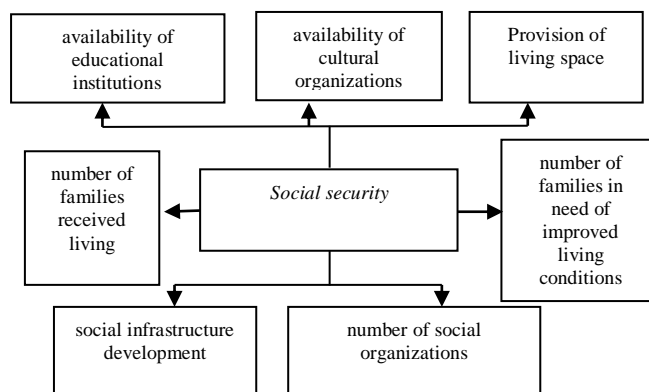 availability of
educational
institutions
availability of
cultural
organizations
Provision of
living space
number of
families
received
living
Social security
number of
families in
need of
improved
living
conditions
social infrastructure
development
number of social
organizations